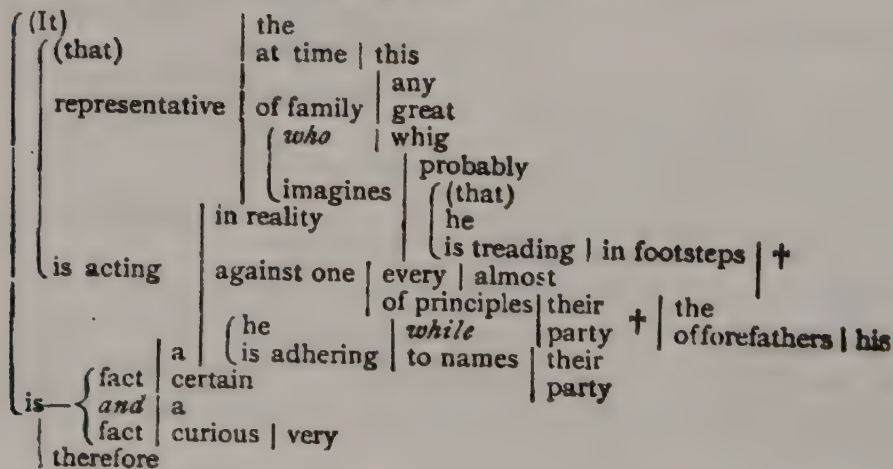 (It) the
(that) at time | this
any
representative of family great
who | whig
probably
imagines (that)
in reality he
is treading | in footsteps | †
is acting against one every | almost
of principles their the
he while party † offorefathers | his
a is adhering to names their
fact certain party
is— and a
fact curious | very
therefore